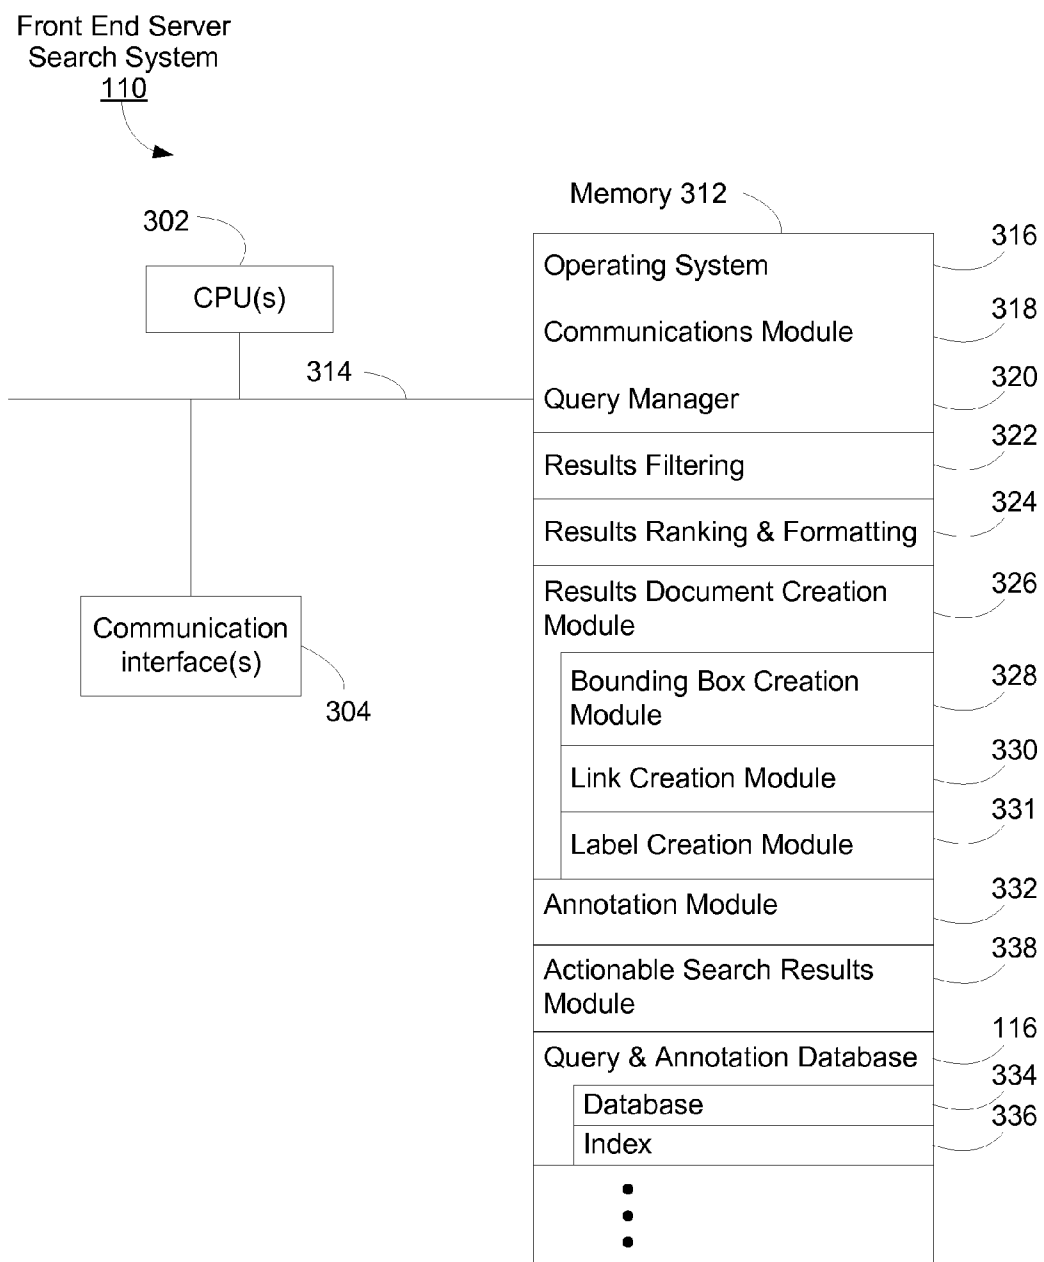 Front End Server
Search System
110
302
CPU(s)
314
Communication
interface(s)
304
Memory 312
Operating System
316
Communications Module
318
Query Manager
320
Results Filtering
322
Results Ranking & Formatting
324
Results Document Creation
Module
326
Bounding Box Creation
Module
328
Link Creation Module
330
Label Creation Module
331
Annotation Module
332
Actionable Search Results
Module
338
Query & Annotation Database
116
Database
334
Index
336